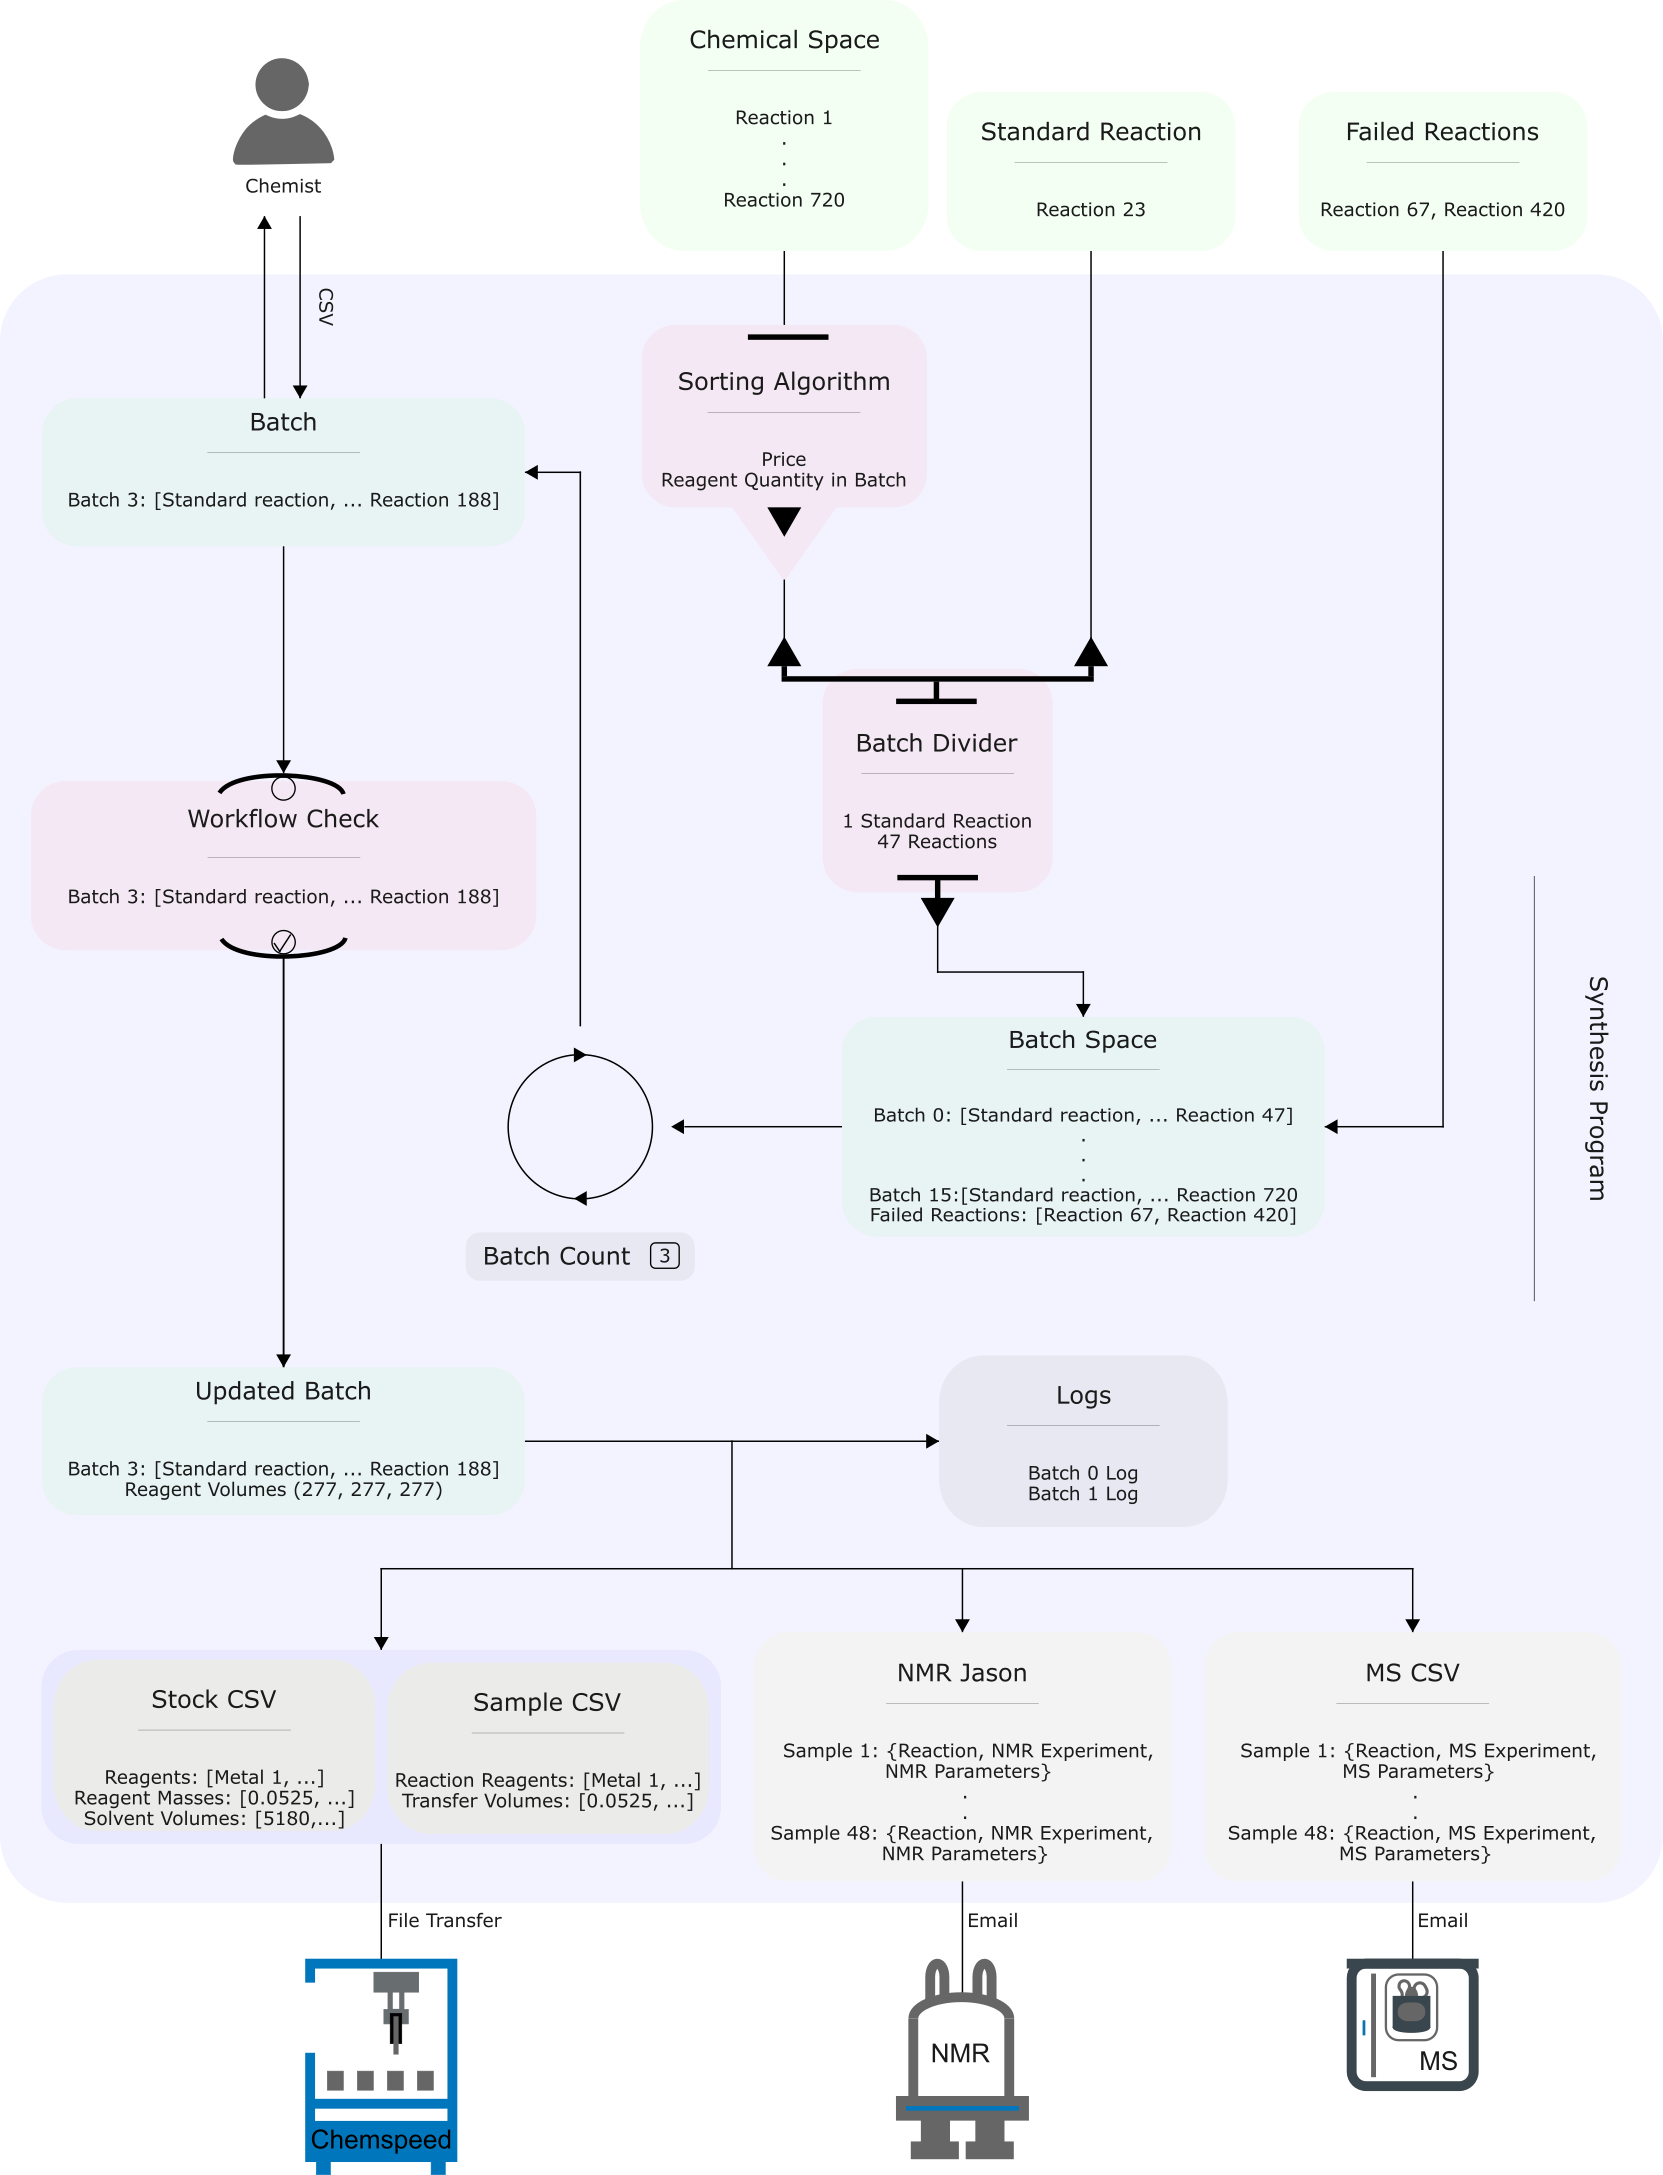 Chemical Space
Reaction 1
.
.
.
Reaction 720
Standard Reaction
Reaction 23
Failed Reactions
Reaction 67, Reaction 420
Chemist
CSV
Sorting Algorithm
Price
Reagent Quantity in Batch
Batch
Batch 3: [Standard reaction, ... Reaction 188]
Batch Divider
1 Standard Reaction
47 Reactions
Workflow Check
Batch 3: [Standard reaction, ... Reaction 188]
Synthesis Program
Batch Space
Batch 0: [Standard reaction, ... Reaction 47]
.
.
.
Batch 15:[Standard reaction, ... Reaction 720
Failed Reactions: [Reaction 67, Reaction 420]
Batch Count 3
Updated Batch
Batch 3: [Standard reaction, ... Reaction 188]
Reagent Volumes (277, 277, 277)
Logs
Batch 0 Log
Batch 1 Log
Stock CSV
Reagents: [Metal 1, ...]
Reagent Masses: [0.0525, ...]
Solvent Volumes: [5180,...]
Sample CSV
Reaction Reagents: [Metal 1, ...]
Transfer Volumes: [0.0525, ...]
NMR Jason
Sample 1: {Reaction, NMR Experiment,
NMR Parameters}
.
.
Sample 48: {Reaction, NMR Experiment,
NMR Parameters}
MS CSV
Sample 1: {Reaction, MS Experiment,
MS Parameters}
.
.
Sample 48: {Reaction, MS Experiment,
MS Parameters}
File Transfer
Email
Email
Chemspeed
NMR
MS